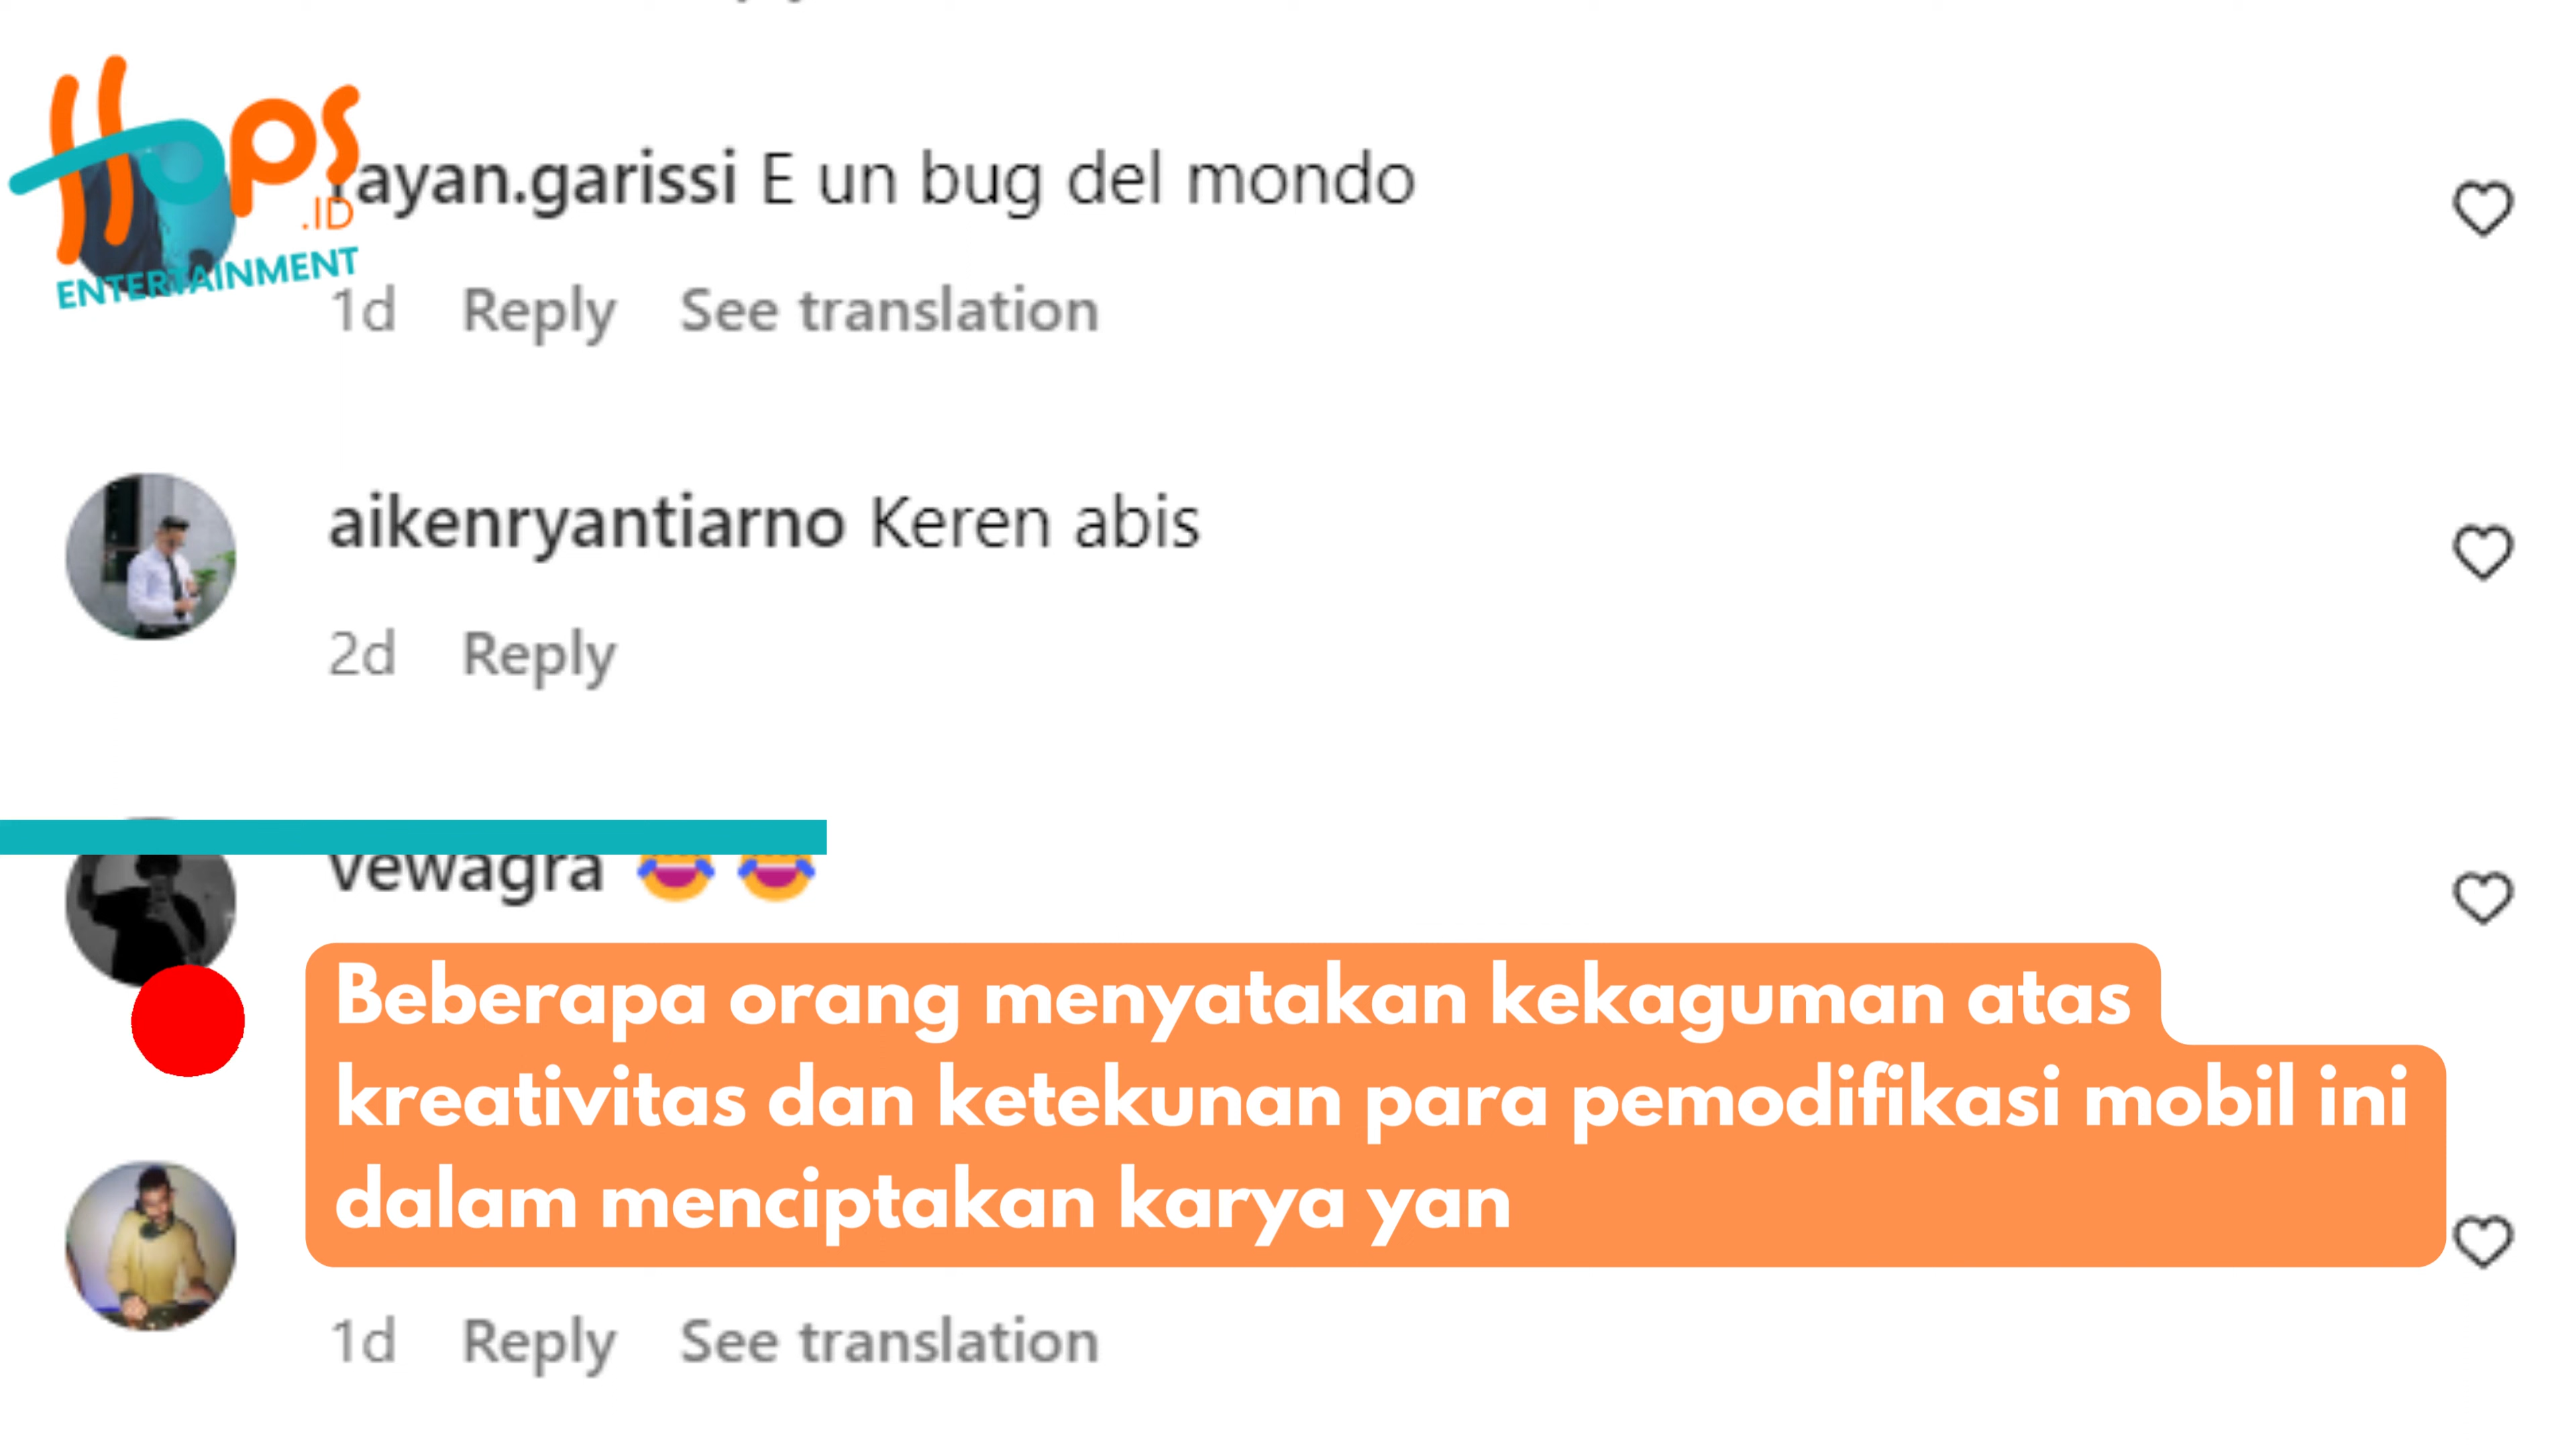 Hops
.ID
ENTERTAINMENT
rayan.garissi E un bug del mondo
1d Reply See translation
aikenryantiarno Keren abis
2d Reply
vewagra 😂😂
Beberapa orang menyatakan kekaguman atas
kreativitas dan ketekunan para pemodifikasi mobil ini
dalam menciptakan karya yan
1d Reply See translation